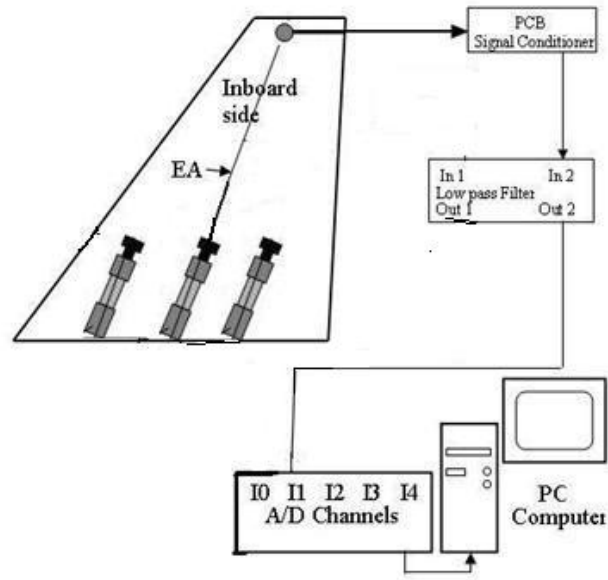 PCB
Signal Conditioner
Inboard
side
EA
In 1 In 2
Low pass Filter
Out 1 Out 2
I0 I1 I2 I3 I4
A/D Channels
PC
Computer